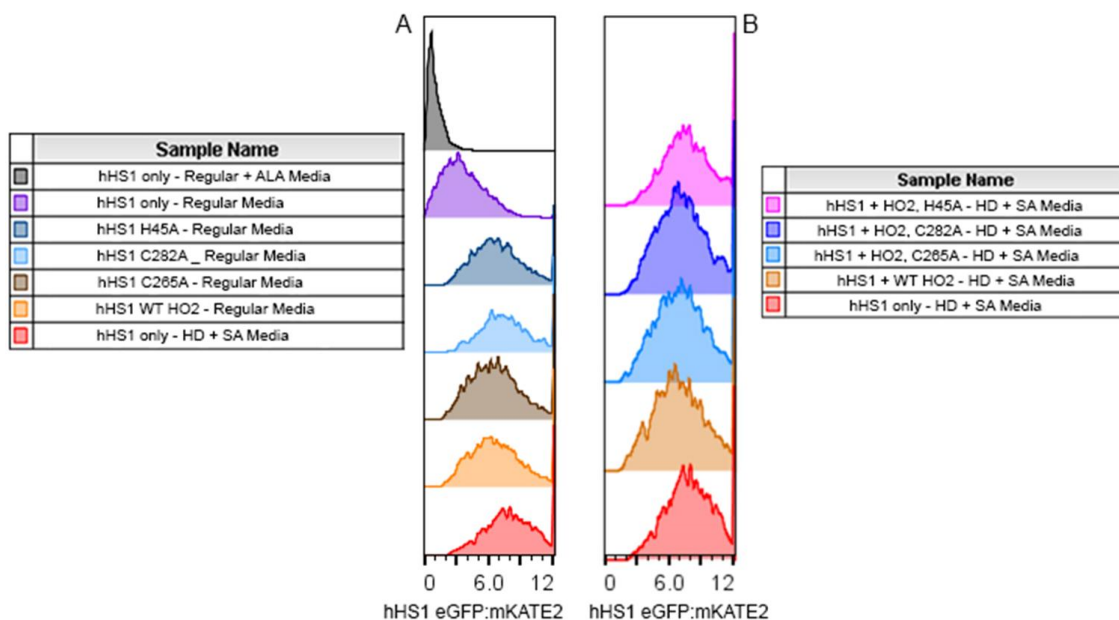 A
B
Sample Name
hHS1 only - Regular + ALA Media
hHS1 only - Regular Media
hHS1 H45A - Regular Media
hHS1 C282A _ Regular Media
hHS1 C265A - Regular Media
hHS1 WT HO2 - Regular Media
hHS1 only - HD + SA Media
Sample Name
hHS1 + HO2, H45A - HD + SA Media
hHS1 + HO2, C282A - HD + SA Media
hHS1 + HO2, C265A - HD + SA Media
hHS1 + WT HO2 - HD + SA Media
hHS1 only - HD + SA Media
0 6.0 12
hHS1 eGFP:mKATE2
0 6.0 12
hHS1 eGFP:mKATE2